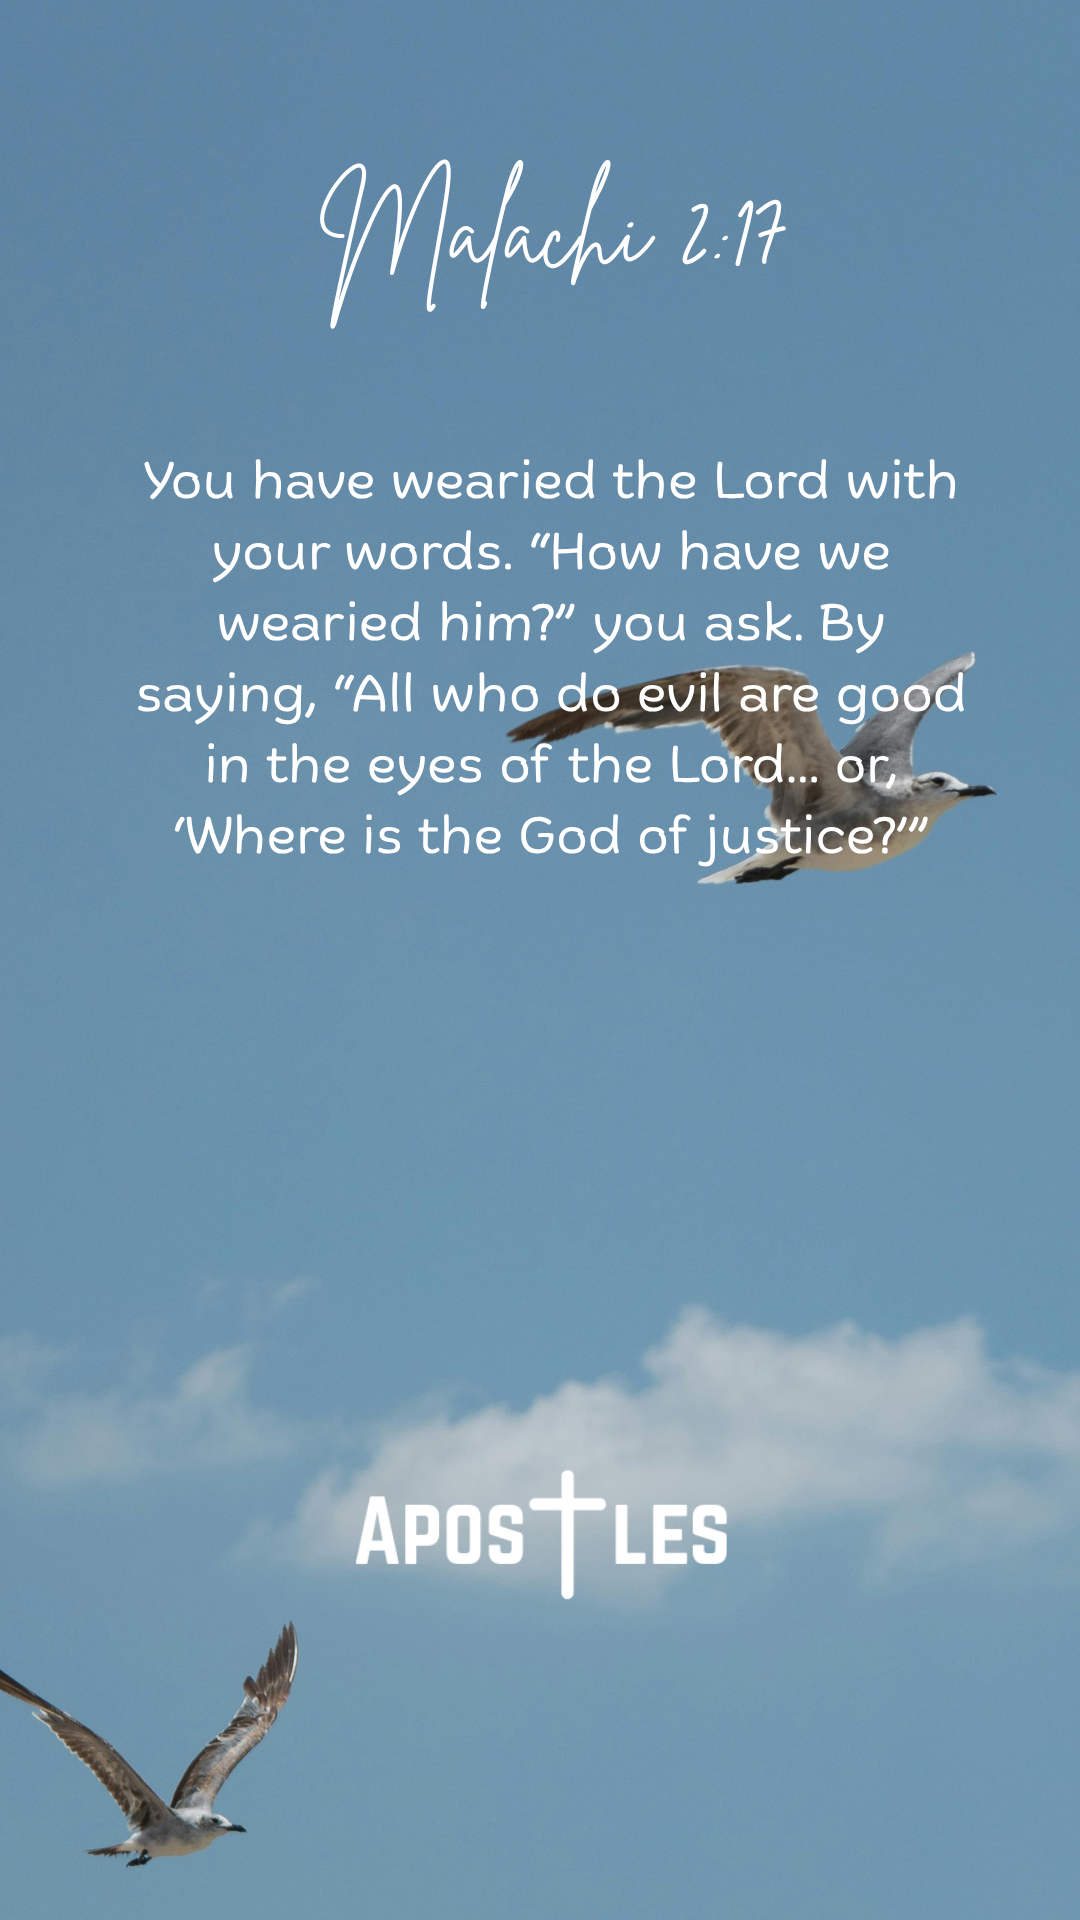 Malachi 2:17
You have wearied the Lord with
your words. “How have we
wearied him?” you ask. By
saying, “All who do evil are good
in the eyes of the Lord... or,
‘Where is the God of justice?’”
APOSTLES